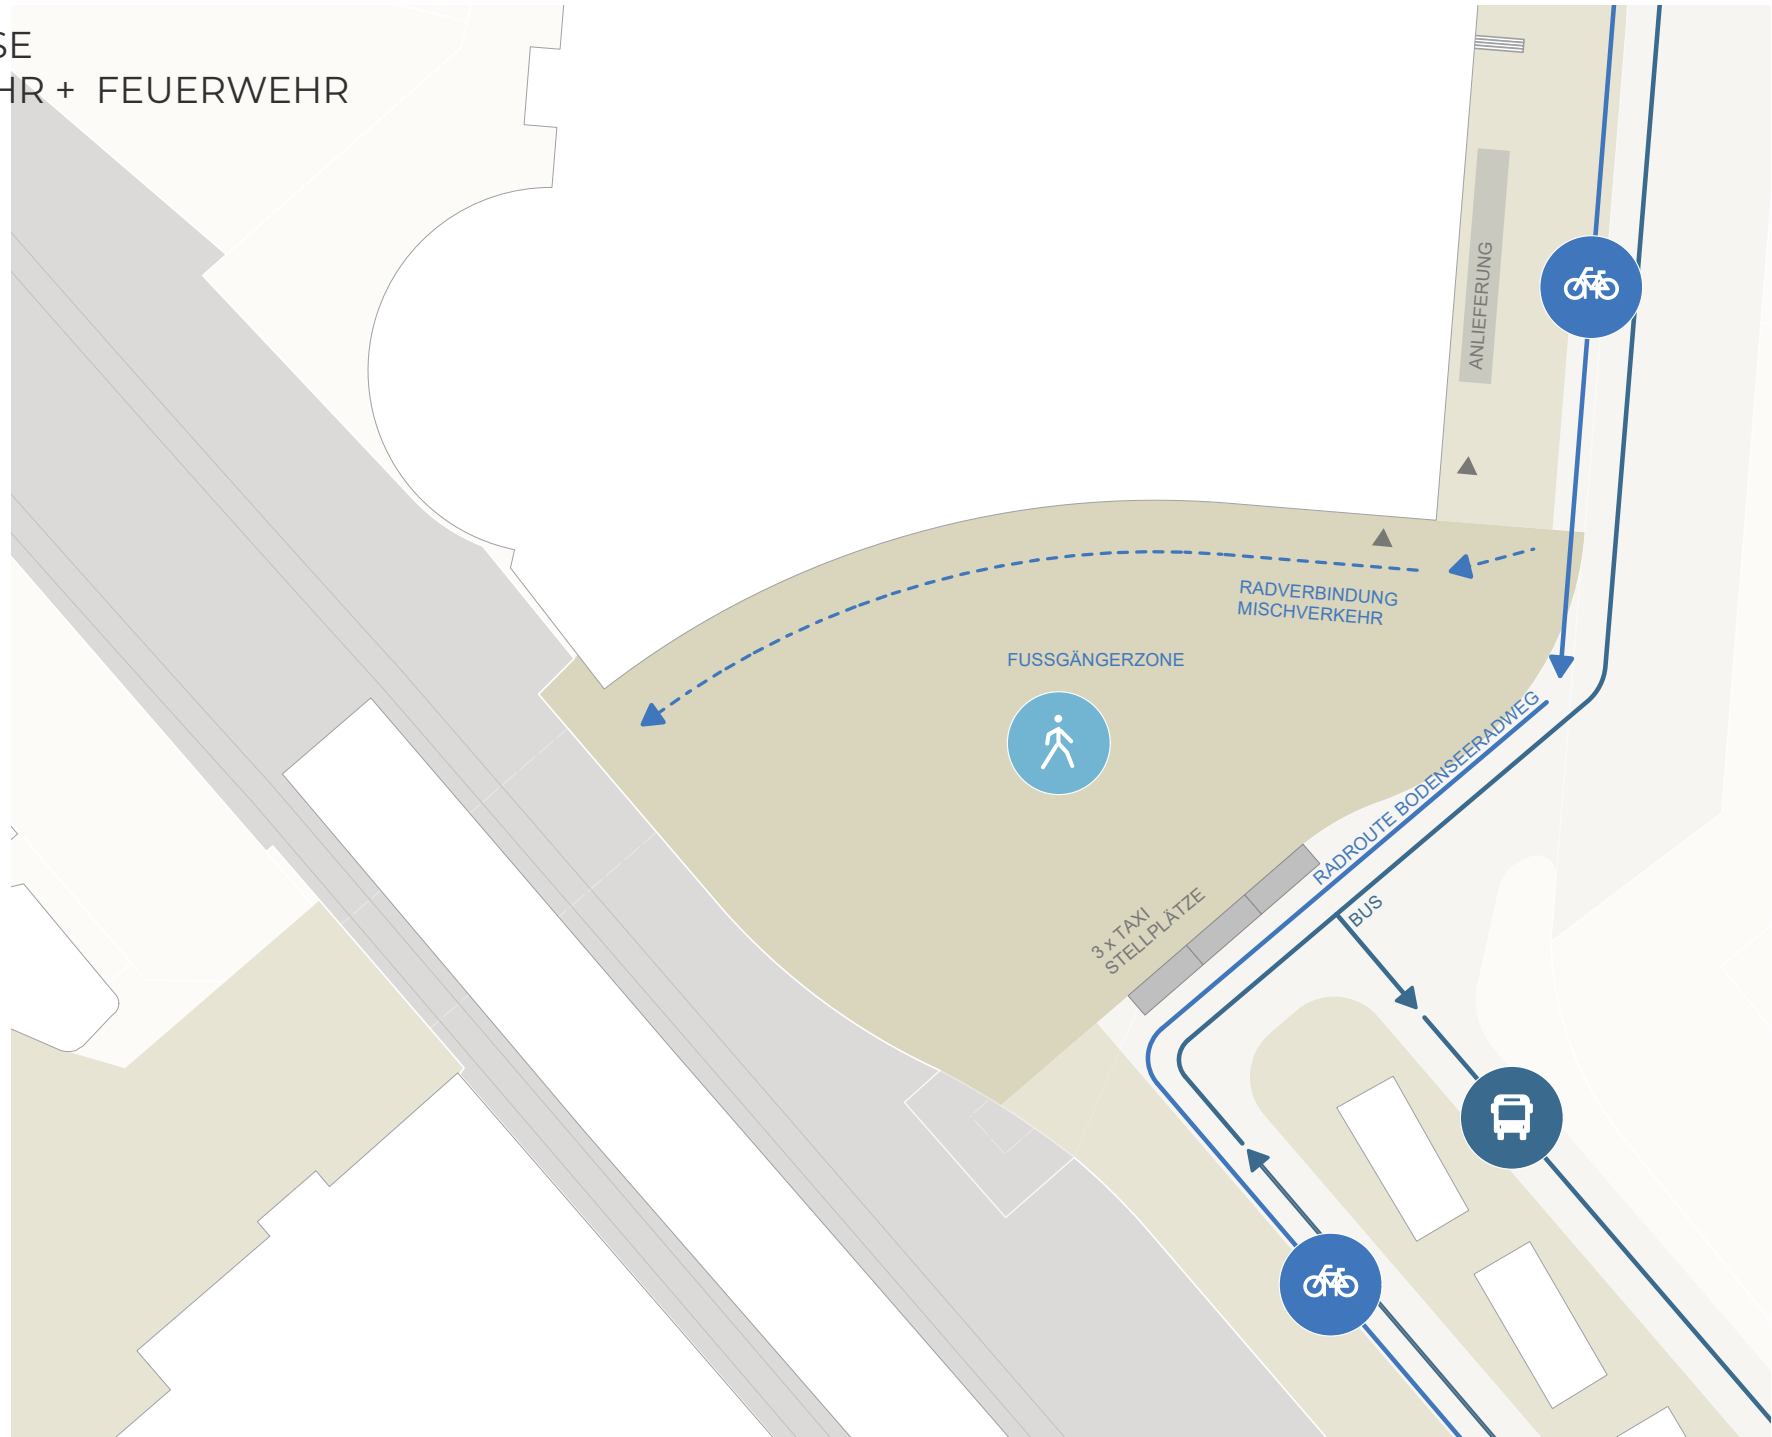 SE
HR + FEUERWEHR
ANLIEFERUNG
RADVERBINDUNG
MISCHVERKEHR
FUSSGÄNGERZONE
RADROUTE BODENSEERADWEG
3 x TAXI
STELLPLÄTZE
BUS